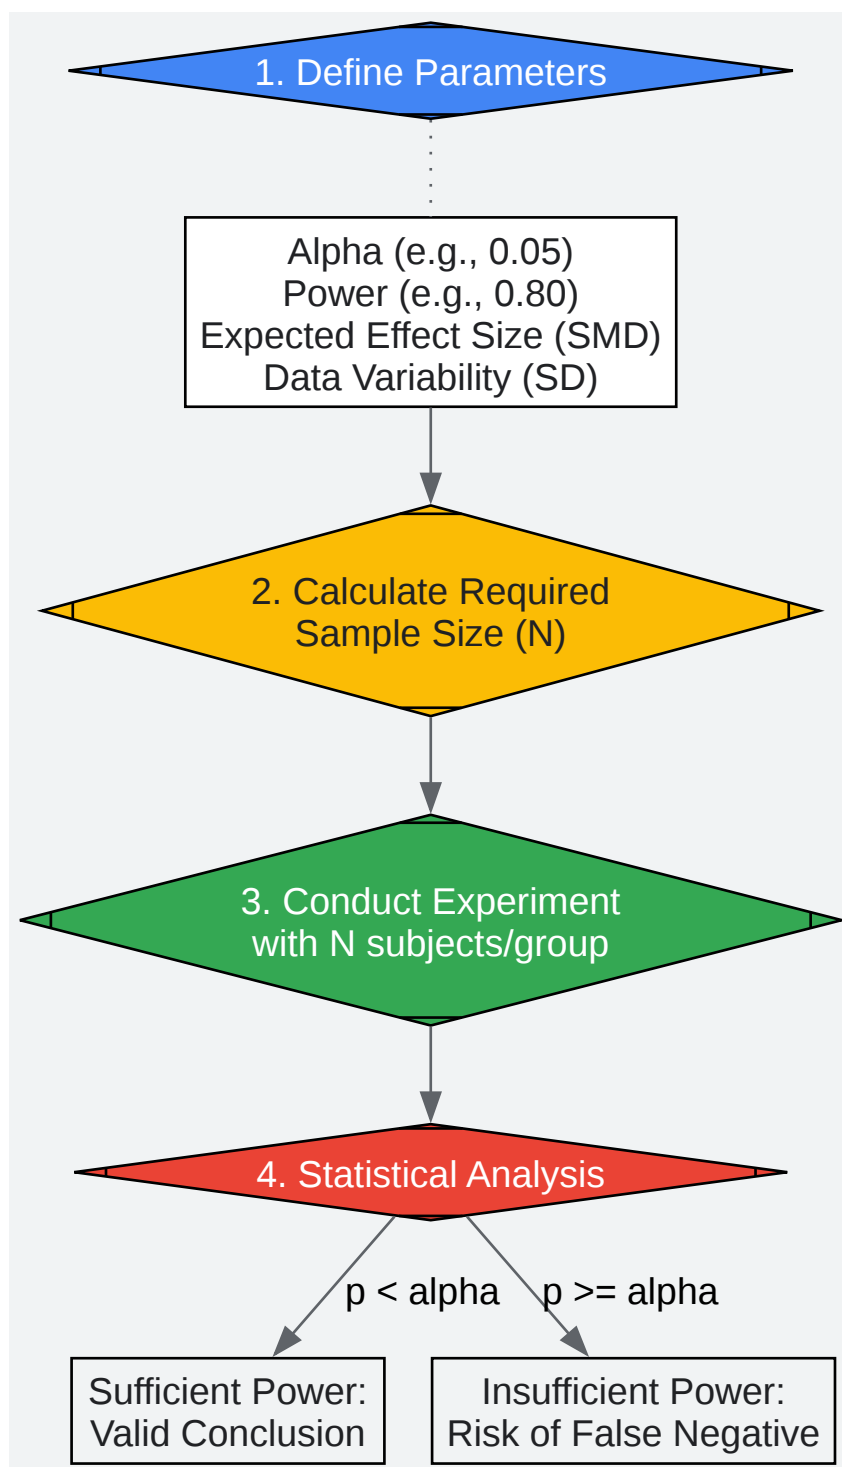 1. Define Parameters
Alpha (e.g., 0.05)
Power (e.g., 0.80)
Expected Effect Size (SMD)
Data Variability (SD)
2. Calculate Required
Sample Size (N)
3. Conduct Experiment
with N subjects/group
4. Statistical Analysis
p < alpha
p >= alpha
Sufficient Power:
Valid Conclusion
Insufficient Power:
Risk of False Negative